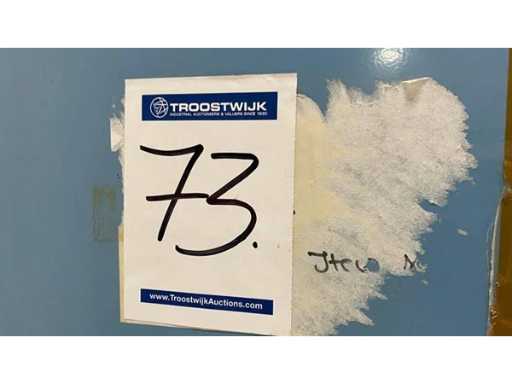 TROOSTWIJK
INDUSTRIAL AUCTIONEERS & VALUERS SINCE 1930
73.
www.TroostwijkAuctions.com